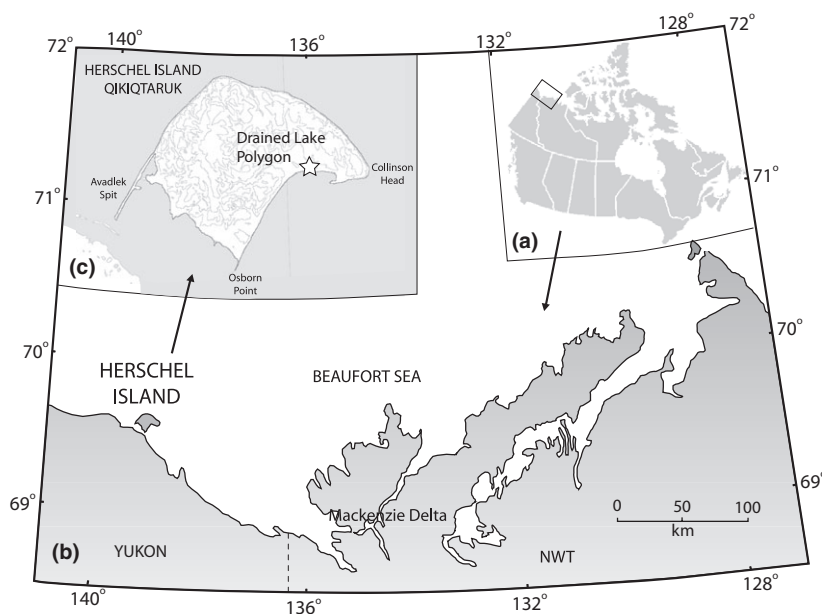 140°
136°
132°
128°
72°
72°
HERSCHEL ISLAND
QIKIQTARUK
Drained Lake
Polygon
Collinson
Head
Avadlek
Spit
Osborn
Point
(c)
(a)
71°
71°
70°
70°
HERSCHEL
ISLAND
BEAUFORT SEA
69°
69°
Mackenzie Delta
0 50 100
km
(b)
YUKON
NWT
140°
136°
132°
128°